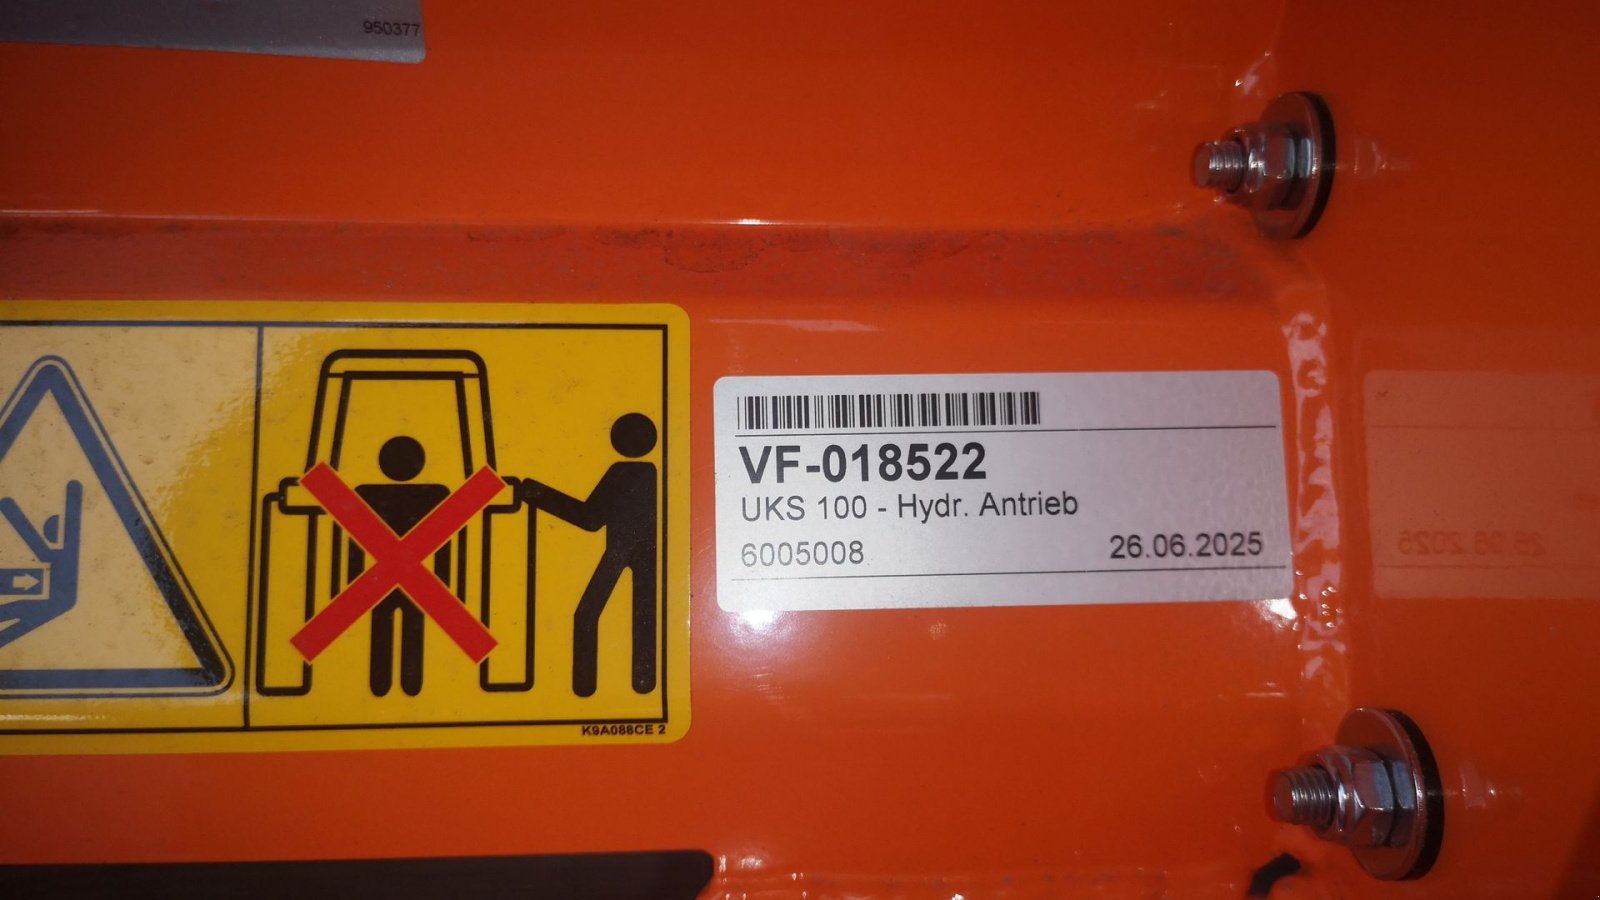 950377
VF-018522
UKS 100 - Hydr. Antrieb
6005008 26.06.2025
K9A088CE 2